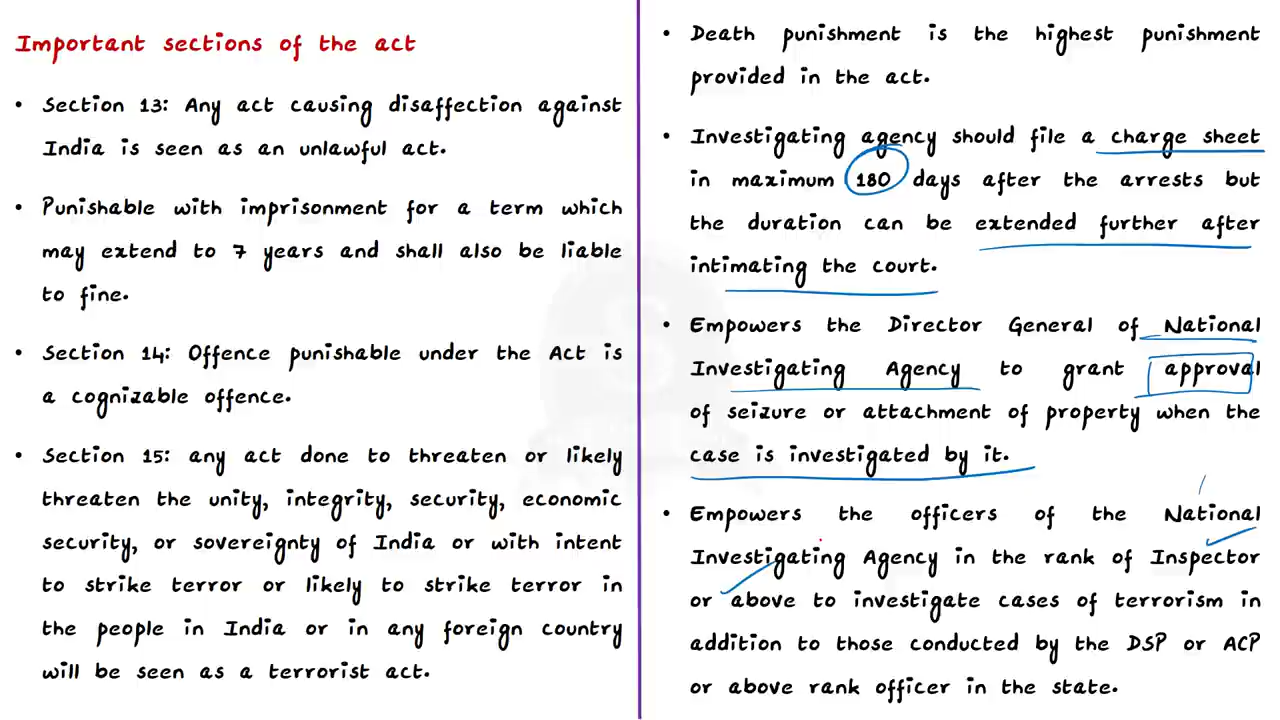 Important sections of the act
• Section 13: Any act causing disaffection against
India is seen as an unlawful act.
• Punishable with imprisonment for a term which
may extend to 7 years and shall also be liable
to fine.
• Section 14: Offence punishable under the Act is
a cognizable offence.
• Section 15: any act done to threaten or likely
threaten the unity, integrity, security, economic
security, or sovereignty of India or with intent
to strike terror or likely to strike terror in
the people in India or in any foreign country
will be seen as a terrorist act.
• Death punishment is the highest punishment
provided in the act.
• Investigating agency should file a charge sheet
in maximum 180 days after the arrests but
the duration can be extended further after
intimating the court.
• Empowers the Director General of National
Investigating Agency to grant approval
of seizure or attachment of property when the
case is investigated by it.
• Empowers the officers of the National
Investigating Agency in the rank of Inspector
or above to investigate cases of terrorism in
addition to those conducted by the DSP or ACP
or above rank officer in the state.